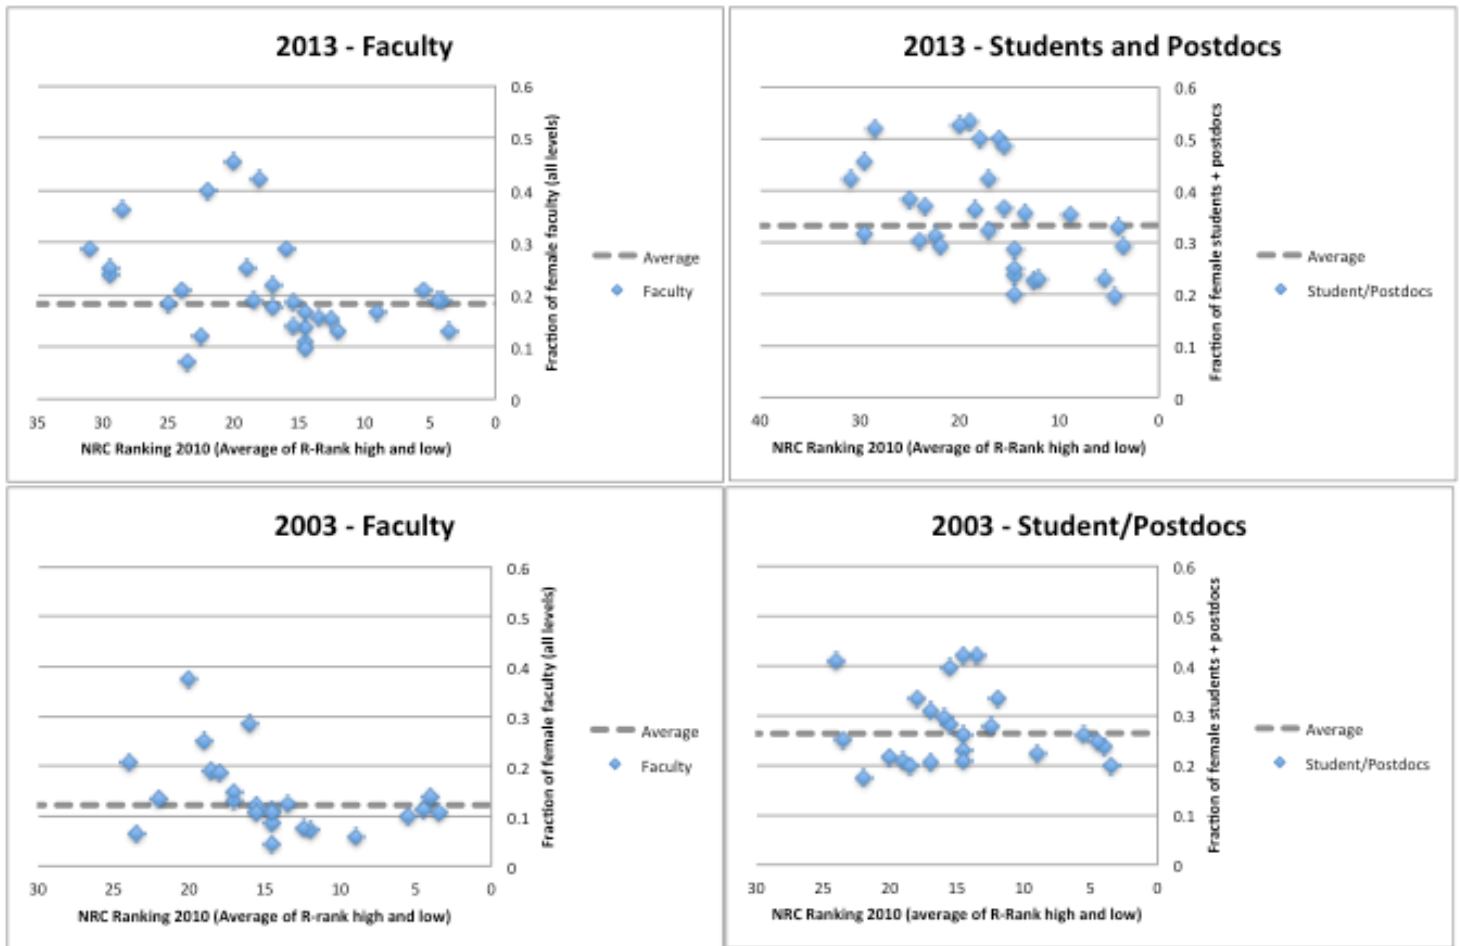 2013 - Faculty
0.6
0.5
0.4
0.3
0.2
0.1
0
Fraction of female faculty (all levels)
Average
Faculty
35 30 25 20 15 10 5 0
NRC Ranking 2010 (Average of R-Rank high and low)
2013 - Students and Postdocs
0.6
0.5
0.4
0.3
0.2
0.1
0
Fraction of female students + postdocs
Average
Student/Postdocs
40 30 20 10 0
NRC Ranking 2010 (Average of R-Rank high and low)
2003 - Faculty
0.6
0.5
0.4
0.3
0.2
0.1
0
Fraction of female faculty (all levels)
Average
Faculty
30 25 20 15 10 5 0
NRC Ranking 2010 (Average of R-rank high and low)
2003 - Student/Postdocs
0.6
0.5
0.4
0.3
0.2
0.1
0
Fraction of female students + postdocs
Average
Student/Postdocs
30 25 20 15 10 5 0
NRC Ranking 2010 (average of R-Rank high and low)